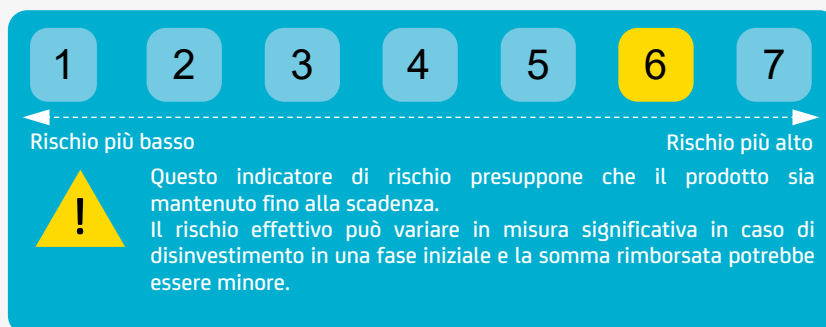 1 2 3 4 5 6 7
Rischio più basso Rischio più alto
!
Questo indicatore di rischio presuppone che il prodotto sia
mantenuto fino alla scadenza.
Il rischio effettivo può variare in misura significativa in caso di
disinvestimento in una fase iniziale e la somma rimborsata potrebbe
essere minore.